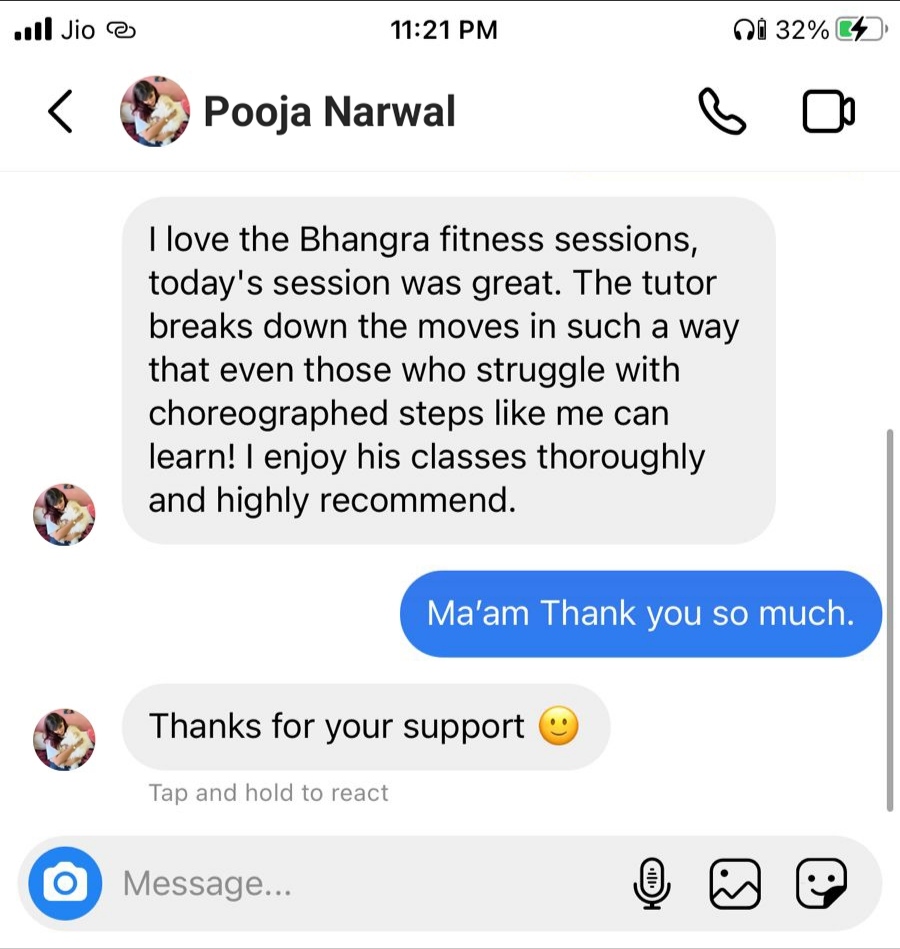 Jio
11:21 PM
32%
Pooja Narwal
I love the Bhangra fitness sessions,
today's session was great. The tutor
breaks down the moves in such a way
that even those who struggle with
choreographed steps like me can
learn! I enjoy his classes thoroughly
and highly recommend.
Ma’am Thank you so much.
Thanks for your support 🙂
Tap and hold to react
Message...